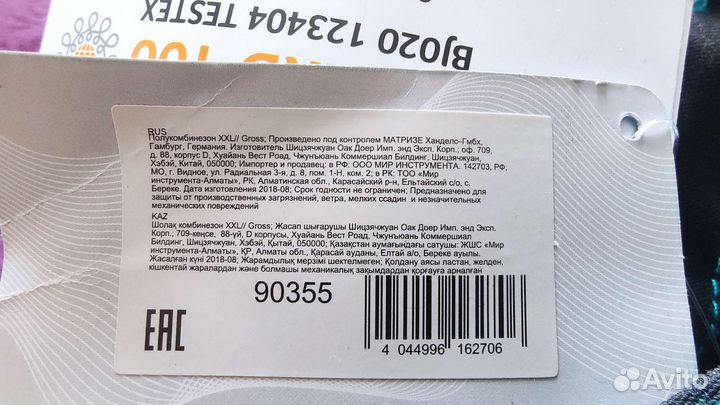 BJ020 123404 TESTEX
100
RUS
Полукомбинезон XXL// Gross; Произведено под контролем МАТРИЗЕ Ханделс-Гмбх,
Гамбург, Германия. Изготовитель Шицзячжуан Оак Доер Имп. энд Эксп. Корп.; оф. 709,
д. 88, корпус D, Хуайань Вест Роад, Чжунъюань Коммершиал Билдинг, Шицзячжуан,
Хэбэй, Китай, 050000; Импортер и продавец: в РФ: ООО МИР ИНСТРУМЕНТА. 142703, РФ,
МО, г. Видное, ул. Радиальная 3-я, д. 8, пом. 1-Н, ком. 2; в РК: ТОО «Мир
инструмента-Алматы», РК, Алматинская обл., Карасайский р-н, Ельтайский с/о, с.
Береке. Дата изготовления 2018-08; Срок годности не ограничен; Предназначено для
защиты от производственных загрязнений, ветра, мелких ссадин и незначительных
механических повреждений
KAZ
Шолақ комбинезон XXL// Gross; Жасап шығарушы Шицзячжуан Оак Доер Имп. энд Эксп.
Корп.; 709-кеңсе, 88-үй, D корпусы, Хуайань Вест Роад, Чжунъюань Коммершиал
Билдинг, Шицзячжуан, Хэбэй, Қытай, 050000; Қазақстан аумағындағы сатушы: ЖШС «Мир
инструмента-Алматы», ҚР, Алматы обл., Қарасай ауданы, Елтай а/о, Береке ауылы.
Жасалған күні 2018-08; Жарамдылық мерзімі шектелмеген; Қолдану аясы ластан, желден,
кішкентай жаралардан және болмашы механикалық зақымдардан қорғауға арналған
90355
EAC
4 044996 162706
Avito